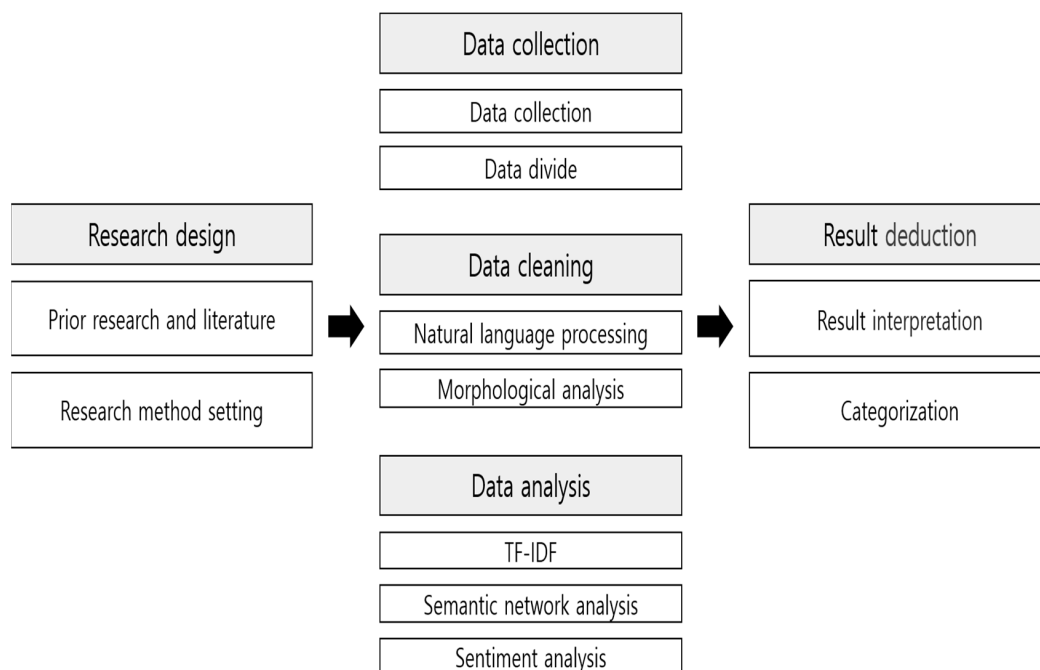 Research design
Prior research and literature
Research method setting
Data collection
Data collection
Data divide
Data cleaning
Natural language processing
Morphological analysis
Data analysis
TF-IDF
Semantic network analysis
Sentiment analysis
Result deduction
Result interpretation
Categorization